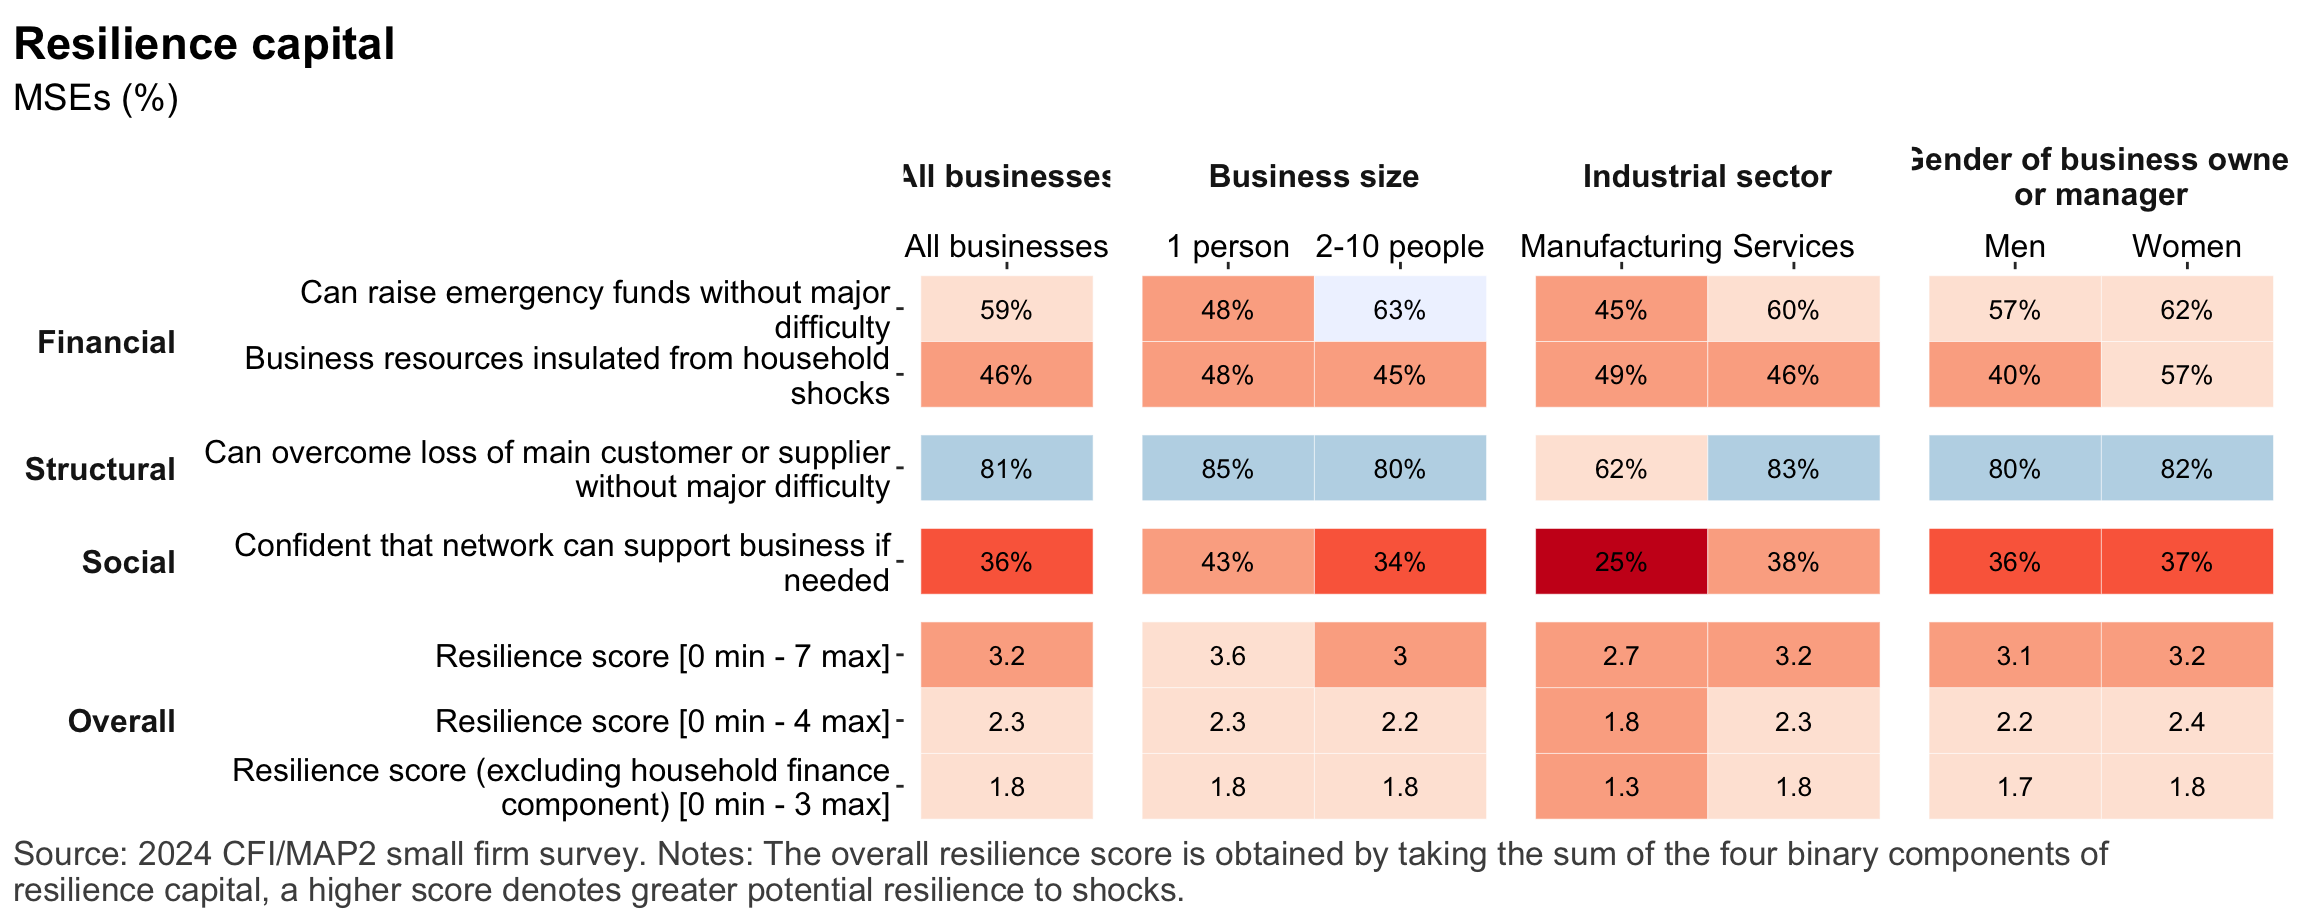 Resilience capital
MSEs (%)
All businesses Business size Industrial sector Gender of business owne
or manager
All businesses 1 person 2-10 people Manufacturing Services Men Women
Financial
Can raise emergency funds without major
difficulty
59% 48% 63% 45% 60% 57% 62%
Business resources insulated from household
shocks
46% 48% 45% 49% 46% 40% 57%
Structural
Can overcome loss of main customer or supplier
without major difficulty
81% 85% 80% 62% 83% 80% 82%
Social
Confident that network can support business if
needed
36% 43% 34% 25% 38% 36% 37%
Overall
Resilience score [0 min - 7 max]
3.2 3.6 3 2.7 3.2 3.1 3.2
Resilience score [0 min - 4 max]
2.3 2.3 2.2 1.8 2.3 2.2 2.4
Resilience score (excluding household finance
component) [0 min - 3 max]
1.8 1.8 1.8 1.3 1.8 1.7 1.8
Source: 2024 CFI/MAP2 small firm survey. Notes: The overall resilience score is obtained by taking the sum of the four binary components of
resilience capital, a higher score denotes greater potential resilience to shocks.